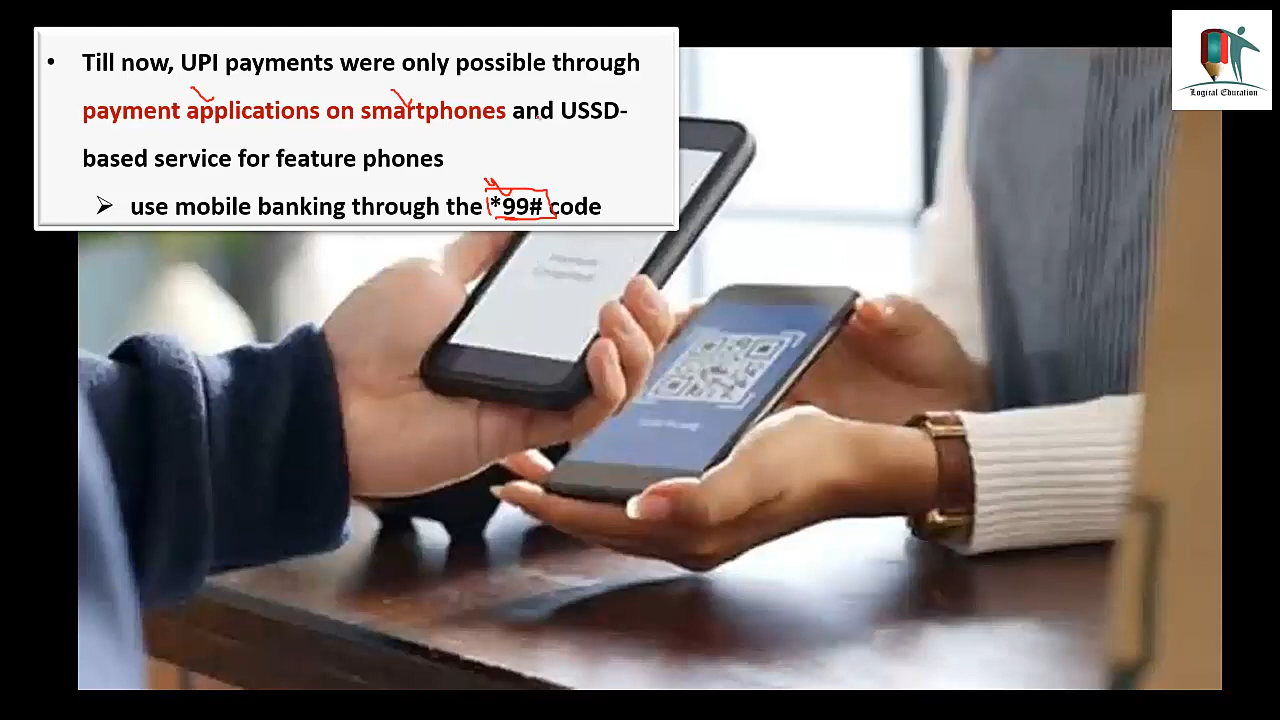 • Till now, UPI payments were only possible through
payment applications on smartphones and USSD-
based service for feature phones
➢ use mobile banking through the *99# code
Logical Education